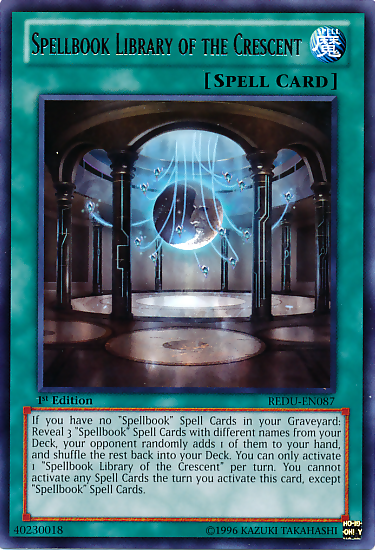 SPELLBOOK LIBRARY OF THE CRESCENT
SPELL
魔
[SPELL CARD]
1st Edition
REDU-EN087
If you have no "Spellbook" Spell Cards in your Graveyard:
Reveal 3 "Spellbook" Spell Cards with different names from your
Deck, your opponent randomly adds 1 of them to your hand,
and shuffle the rest back into your Deck. You can only activate
1 "Spellbook Library of the Crescent" per turn. You cannot
activate any Spell Cards the turn you activate this card, except
"Spellbook" Spell Cards.
40230018
©1996 KAZUKI TAKAHASHI